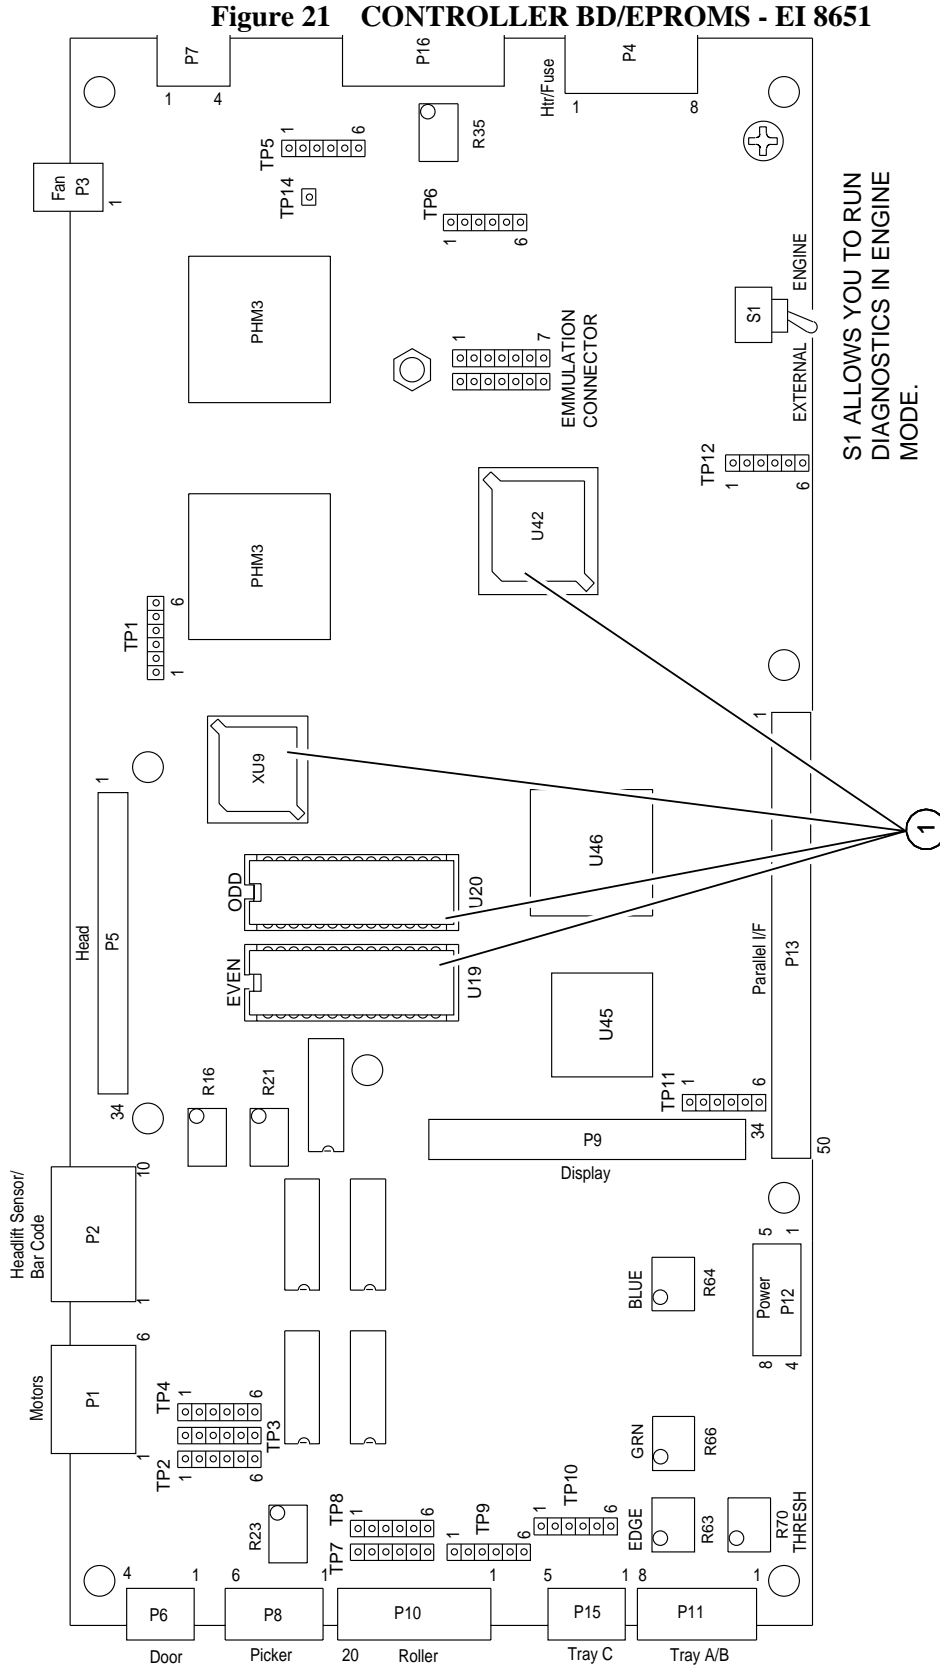 Figure 21 CONTROLLER BD/EPROMS - EI 8651
P7
1
4
P16
P4
Htr/Fuse
1
8
Fan
P3
1
TP5
1
6
TP14
R35
TP6
1
6
PHM3
EMMULATION
CONNECTOR
1
7
S1
EXTERNAL
ENGINE
S1 ALLOWS YOU TO RUN
DIAGNOSTICS IN ENGINE
MODE.
TP12
1
6
PHM3
U42
TP1
1
6
XU9
Head
P5
1
34
ODD
U20
EVEN
U19
U46
U45
Parallel I/F
P13
1
50
1
R16
R21
TP11
1
6
P9
34
Display
Headlift Sensor/
Bar Code
P2
10
1
BLUE
R64
Power
P12
5
1
8
4
Motors
P1
6
1
TP4
1
6
TP3
TP2
1
6
GRN
R66
R23
TP8
1
6
TP7
TP9
1
6
TP10
1
6
EDGE
R63
R70
THRESH
4
P6
1
Door
6
P8
1
Picker
20
P10
1
Roller
5
P15
1
Tray C
8
P11
1
Tray A/B